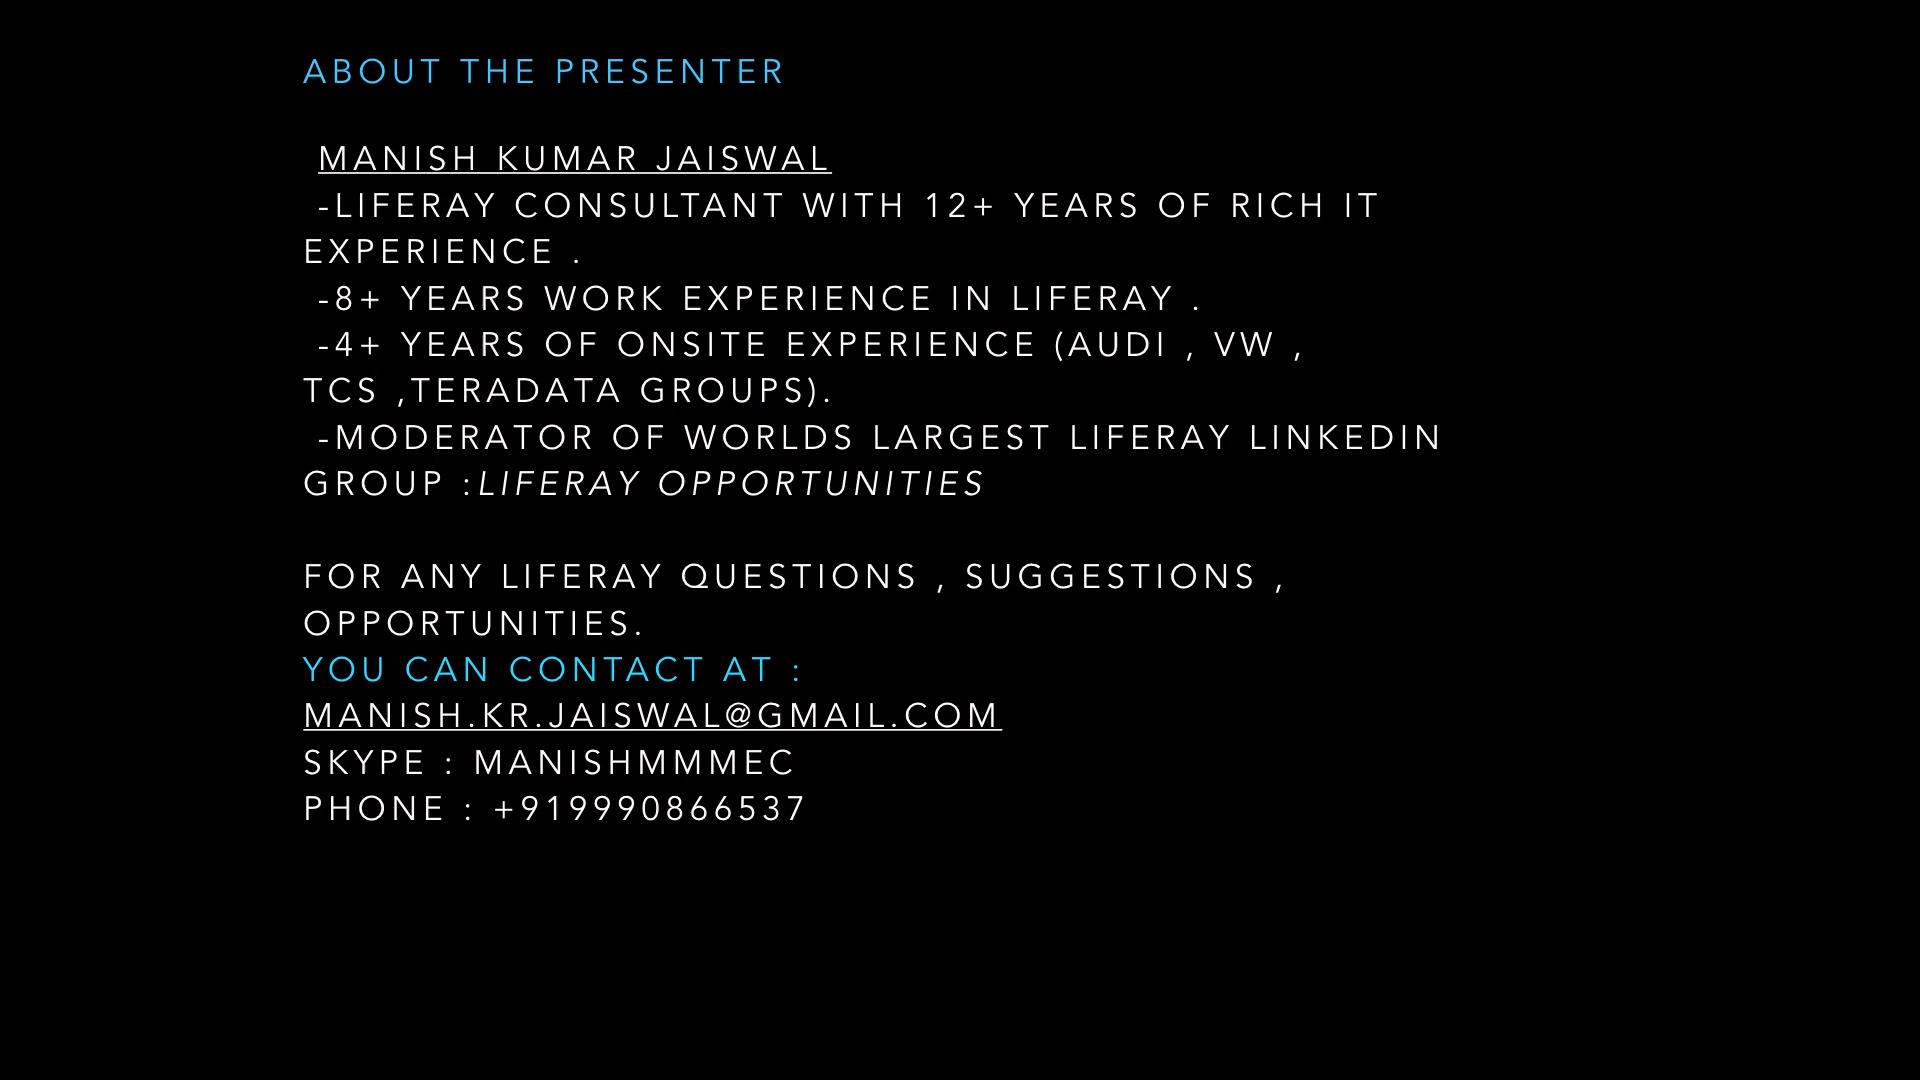 ABOUT THE PRESENTER
MANISH KUMAR JAISWAL
-LIFERAY CONSULTANT WITH 12+ YEARS OF RICH IT
EXPERIENCE .
-8+ YEARS WORK EXPERIENCE IN LIFERAY .
-4+ YEARS OF ONSITE EXPERIENCE (AUDI , VW ,
TCS ,TERADATA GROUPS).
-MODERATOR OF WORLDS LARGEST LIFERAY LINKEDIN
GROUP :LIFERAY OPPORTUNITIES
FOR ANY LIFERAY QUESTIONS , SUGGESTIONS ,
OPPORTUNITIES.
YOU CAN CONTACT AT :
MANISH.KR.JAISWAL@GMAIL.COM
SKYPE : MANISHMMMEC
PHONE : +919990866537